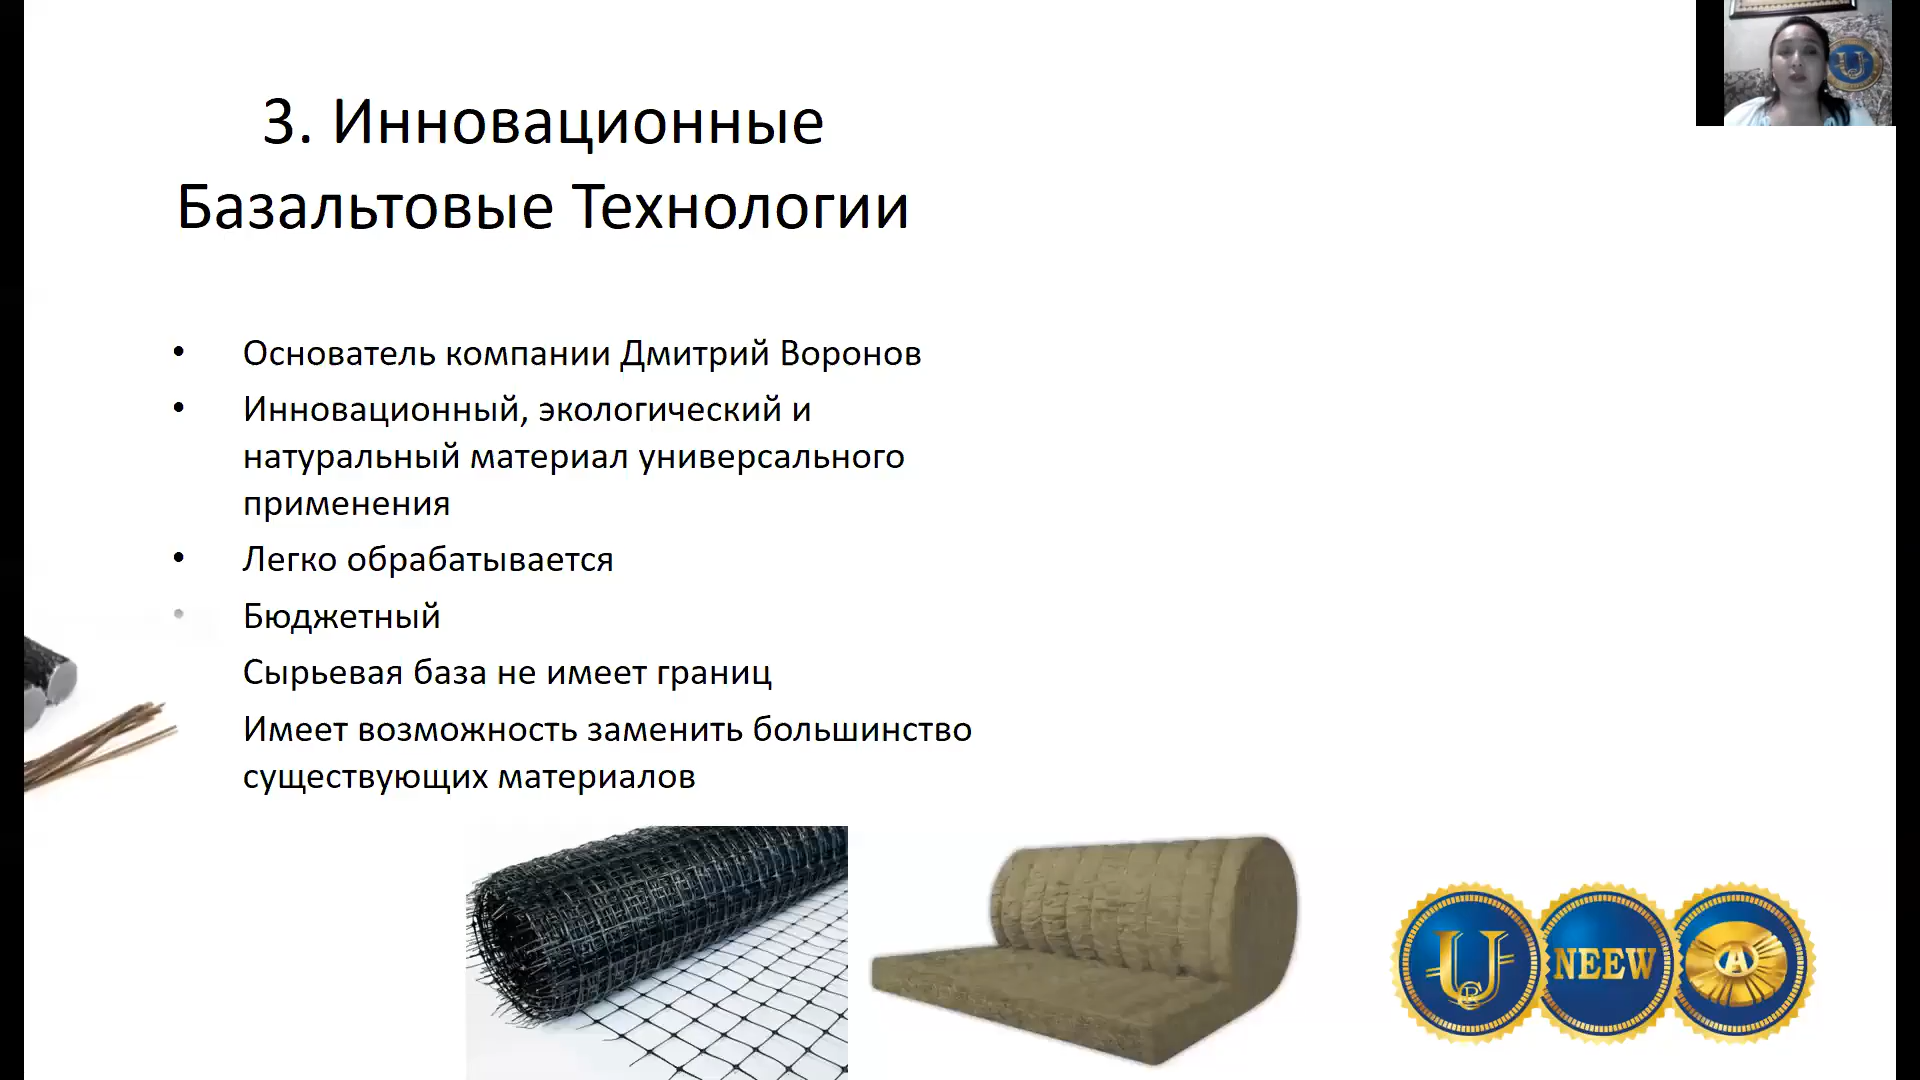 3. Инновационные
Базальтовые Технологии
• Основатель компании Дмитрий Воронов
• Инновационный, экологический и
натуральный материал универсального
применения
• Легко обрабатывается
• Бюджетный
Сырьевая база не имеет границ
Имеет возможность заменить большинство
существующих материалов
U
NEEW
A